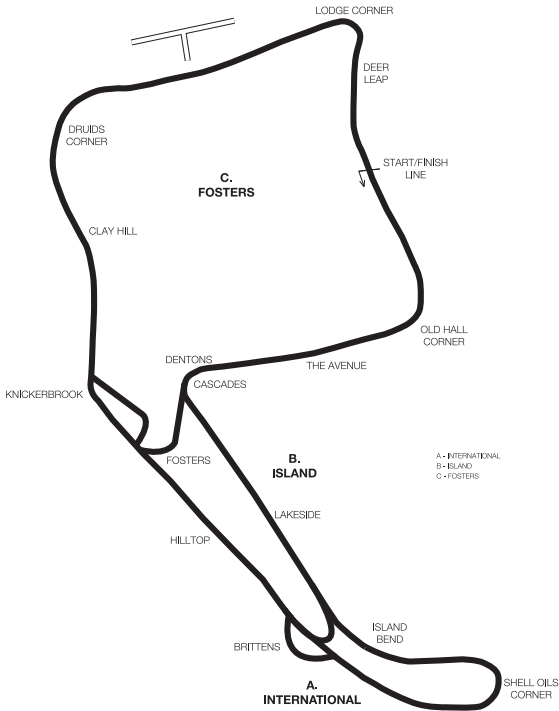 LODGE CORNER
DEER
LEAP
DRUIDS
CORNER
START/FINISH
LINE
C.
FOSTERS
CLAY HILL
OLD HALL
CORNER
DENTONS
THE AVENUE
CASCADES
KNICKERBROOK
FOSTERS
B.
ISLAND
A - INTERNATIONAL
B - ISLAND
C - FOSTERS
LAKESIDE
HILLTOP
ISLAND
BEND
BRITTENS
SHELL OILS
CORNER
A.
INTERNATIONAL